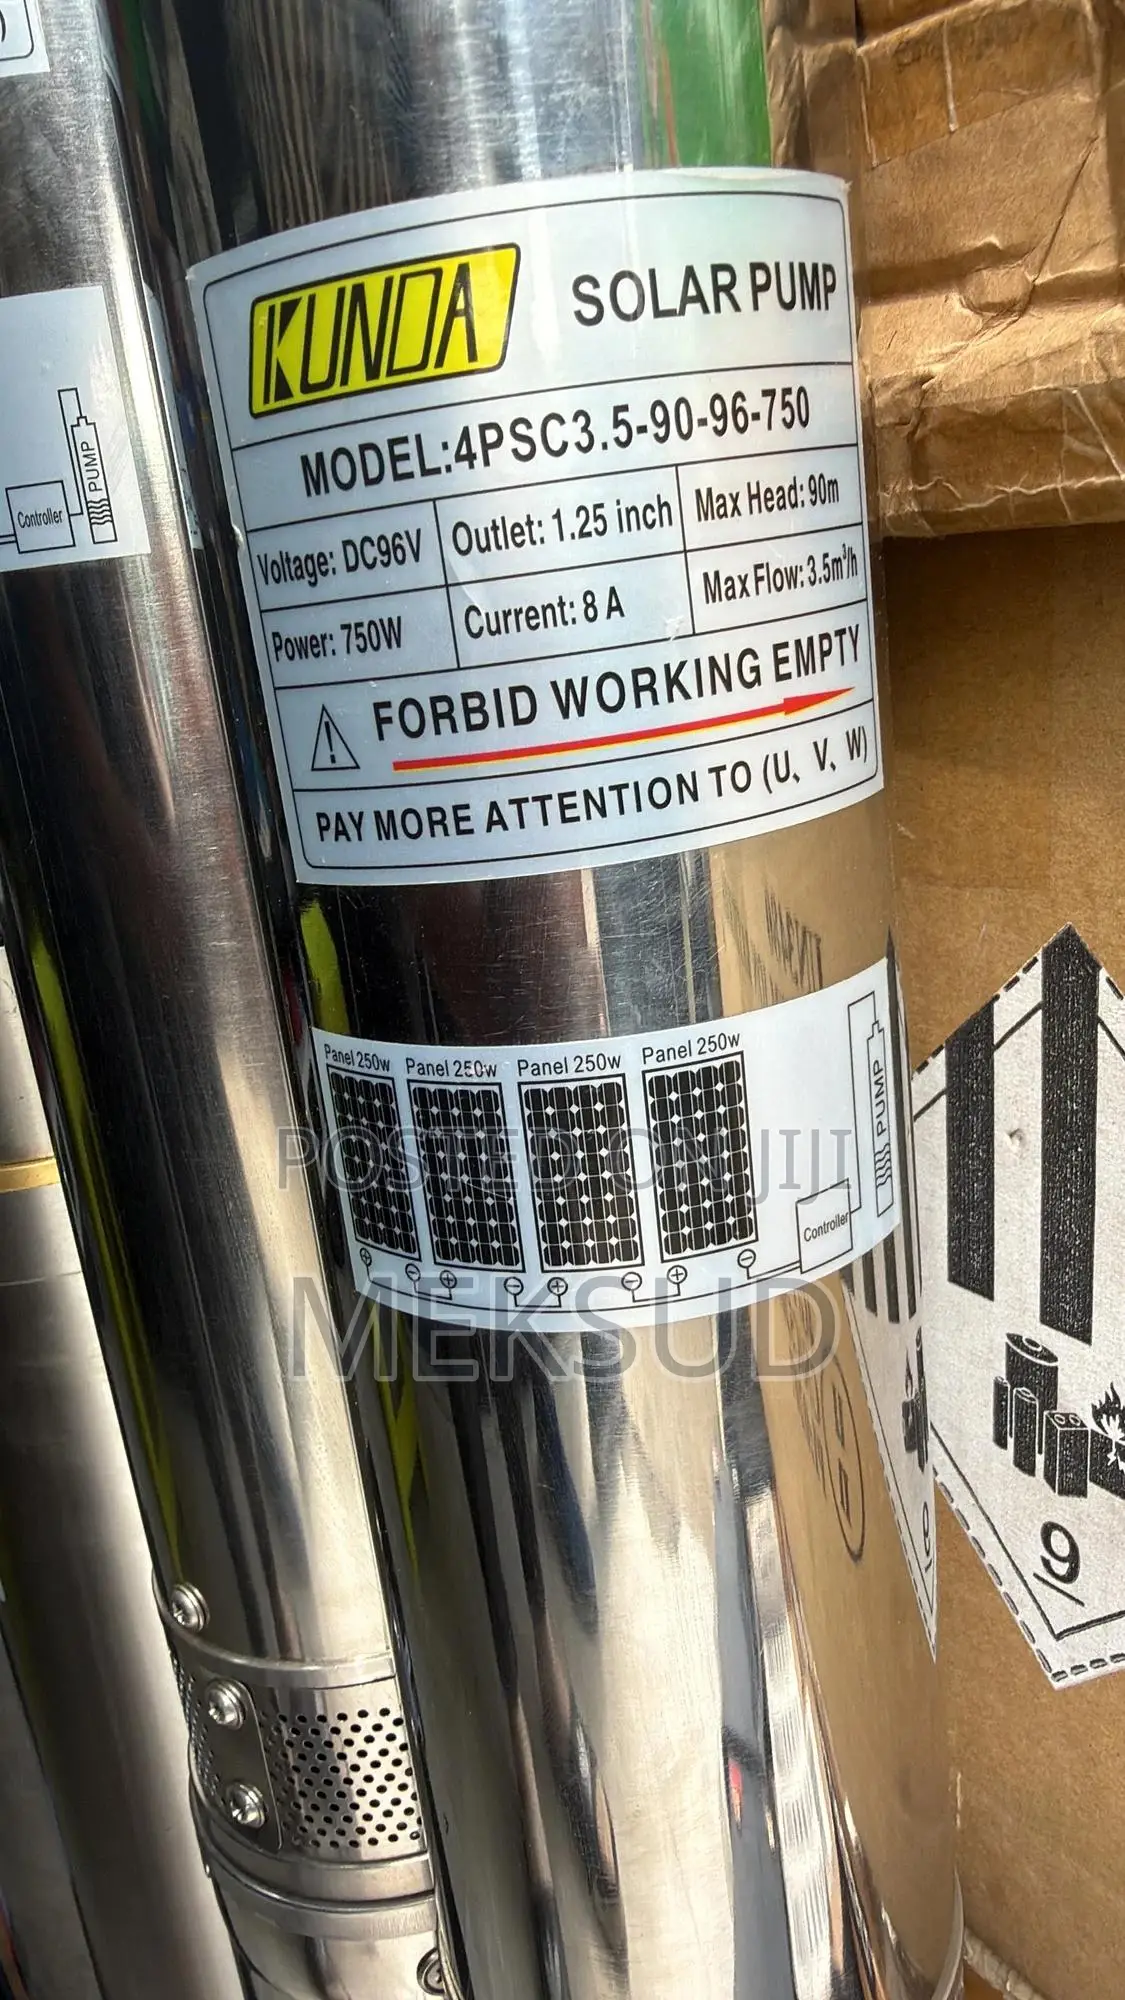 KUNDA
SOLAR PUMP
MODEL:4PSC3.5-90-96-750
Voltage: DC96V
Outlet: 1.25 inch
Max Head: 90m
Power: 750W
Current: 8 A
Max Flow: 3.5m³/h
FORBID WORKING EMPTY
PAY MORE ATTENTION TO (U、V、W)
Panel 250w
Panel 250w
Panel 250w
Panel 250w
PUMP
Controller
PUMP
Controller
POSTED ON JIJI
MEKSUD
9